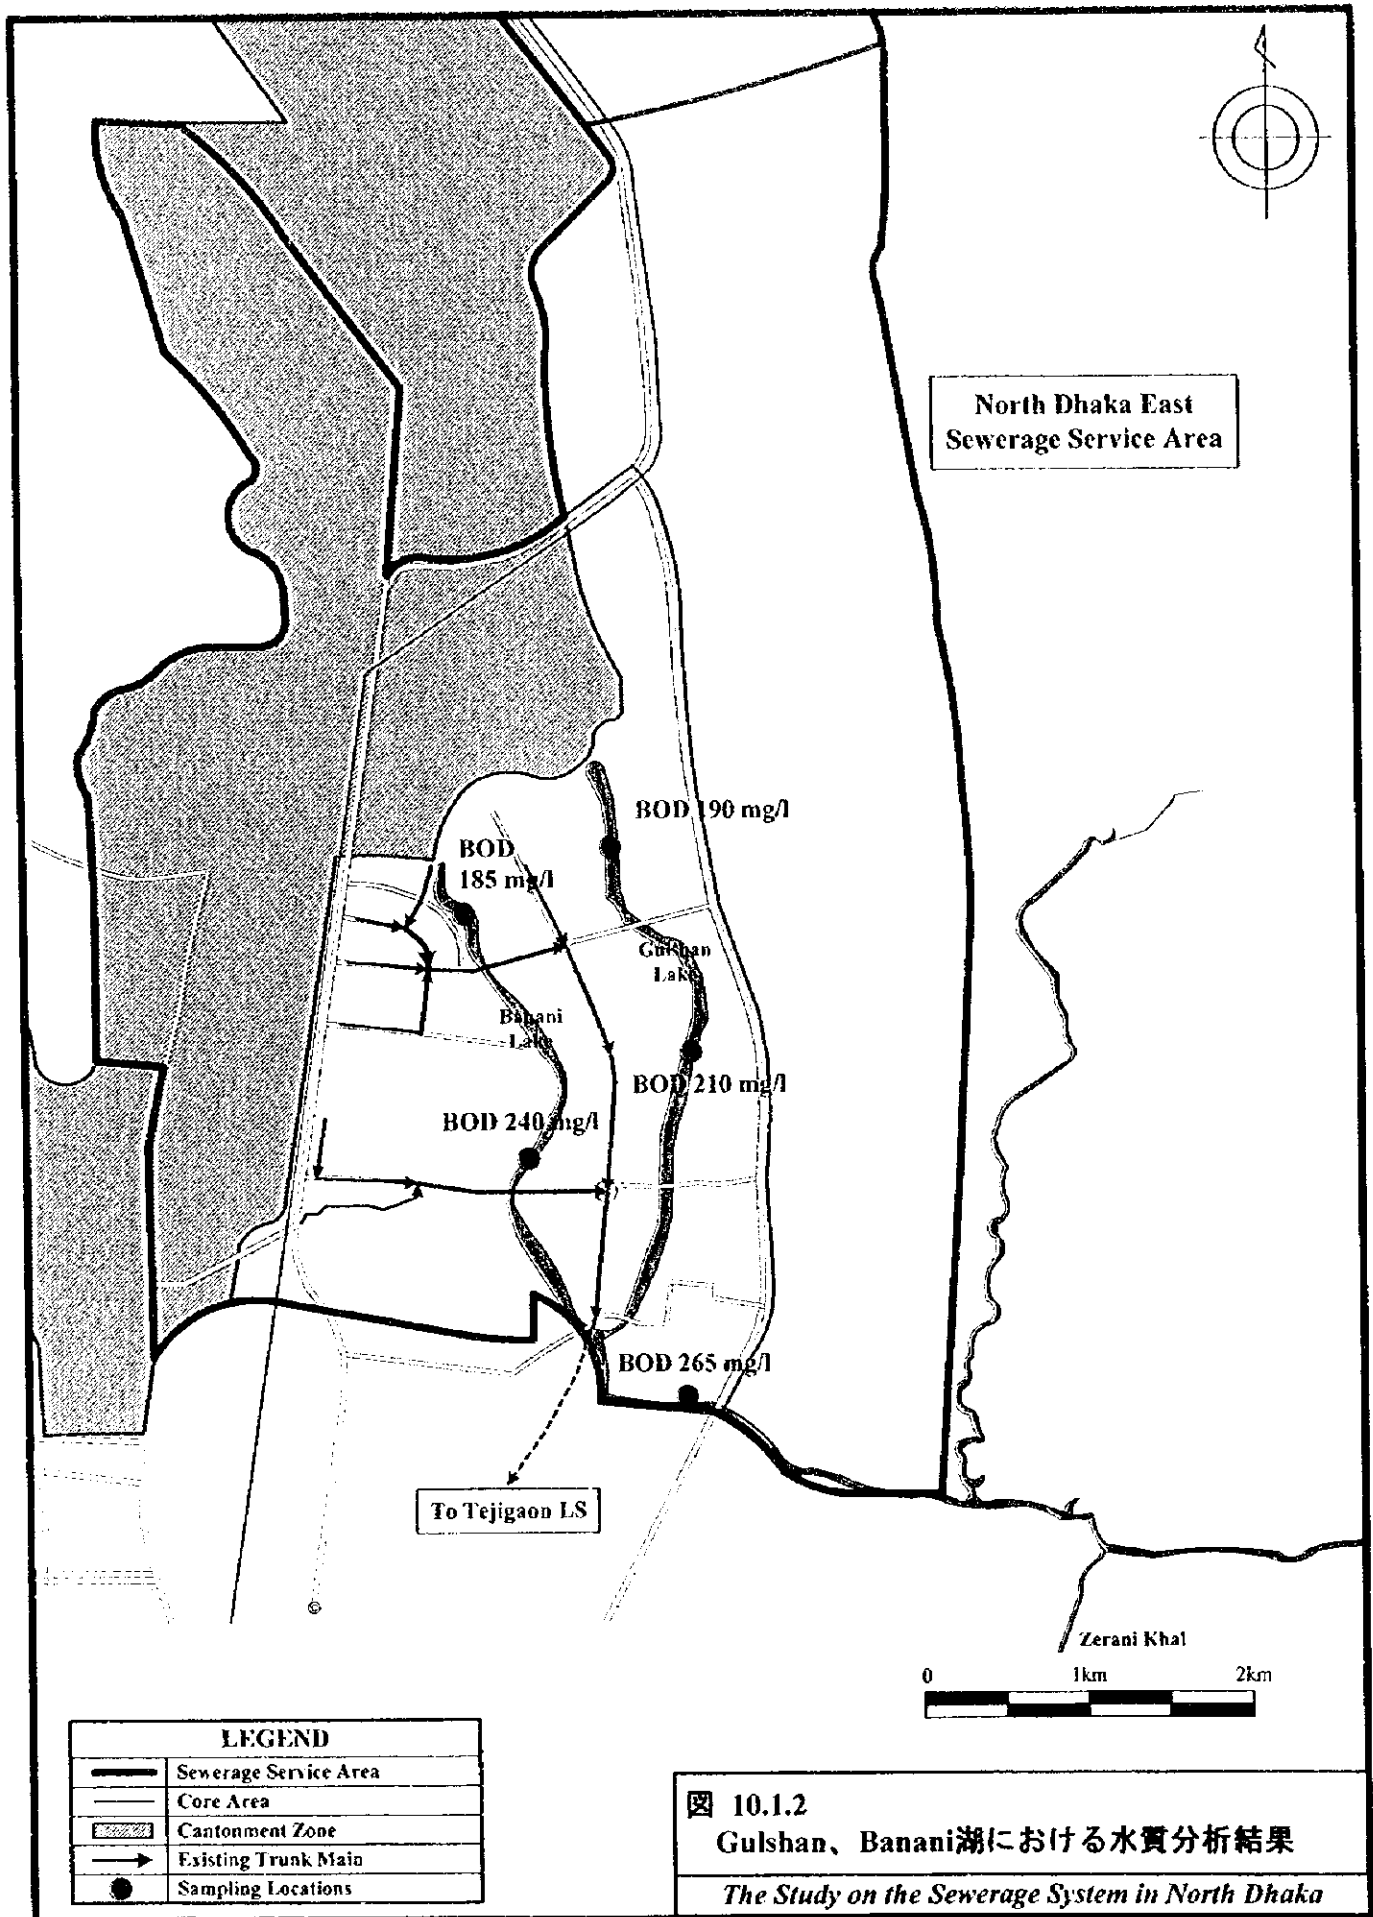 North Dhaka East
Sewerage Service Area
BOD 190 mg/l
BOD
185 mg/l
Gulshan
Lake
Banani
Lake
BOD 210 mg/l
BOD 240 mg/l
BOD 265 mg/l
To Tejigaon LS
©
Zerani Khal
0 1km 2km
LEGEND
Sewerage Service Area
Core Area
Cantonment Zone
Existing Trunk Main
Sampling Locations
図 10.1.2
Gulshan、Banani湖における水質分析結果
The Study on the Sewerage System in North Dhaka